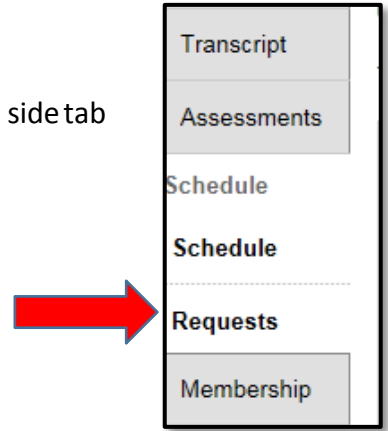 Transcript
side tab
Assessments
Schedule
Schedule
Requests
Membership